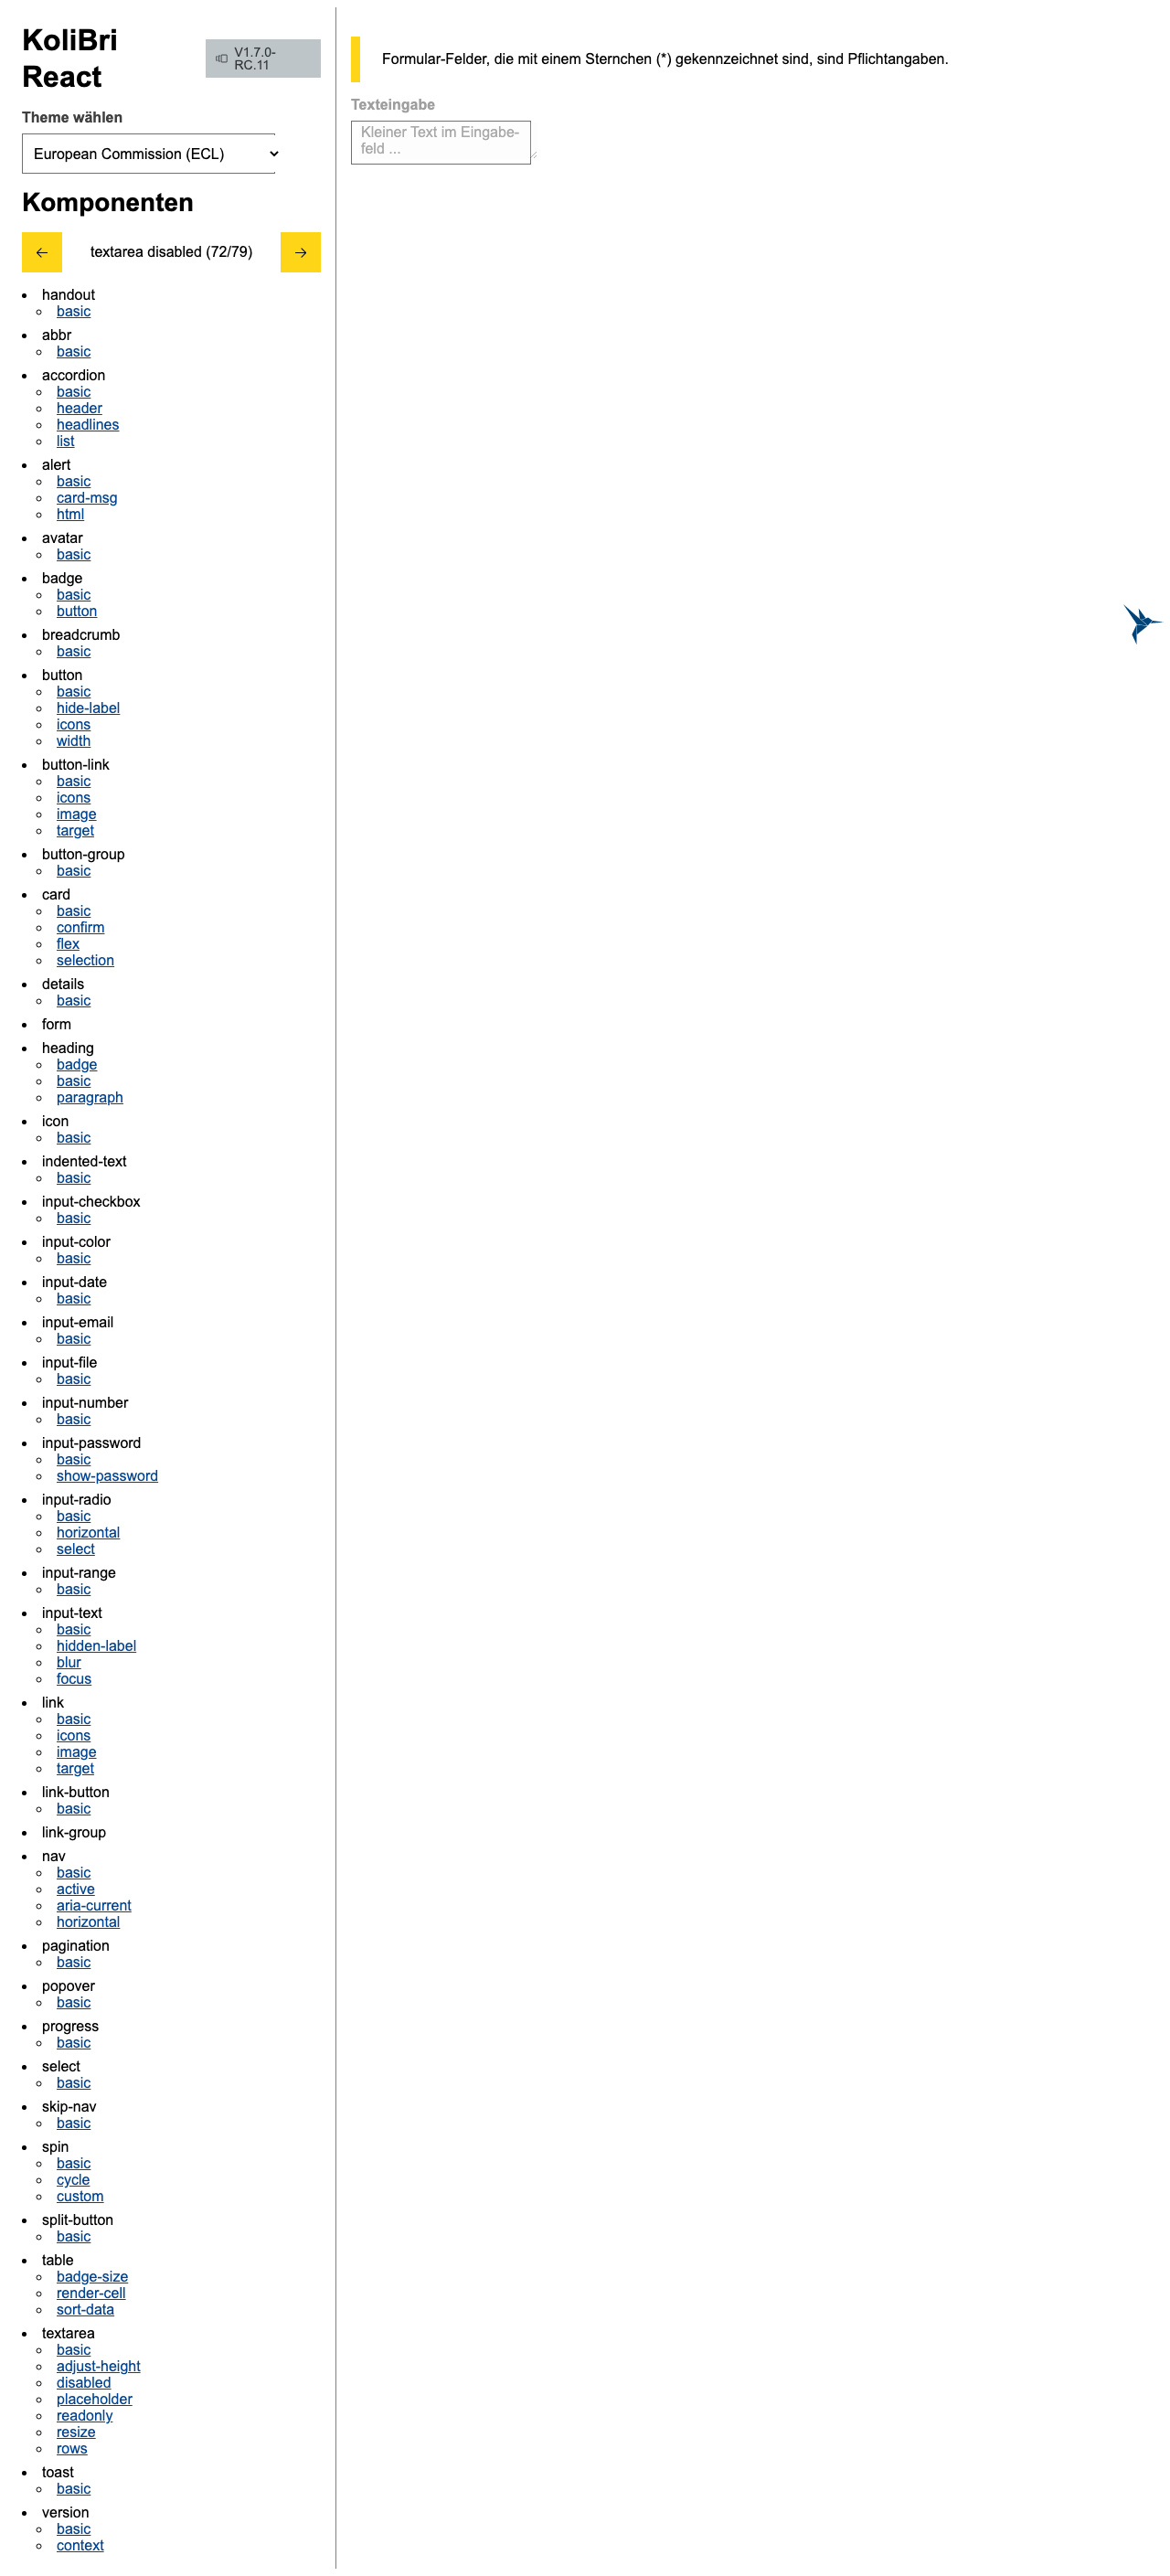 KoliBri
React
V1.7.0-
RC.11
Theme wählen
European Commission (ECL)
Komponenten
← textarea disabled (72/79) →
handout
basic
abbr
basic
accordion
basic
header
headlines
list
alert
basic
card-msg
html
avatar
basic
badge
basic
button
breadcrumb
basic
button
basic
hide-label
icons
width
button-link
basic
icons
image
target
button-group
basic
card
basic
confirm
flex
selection
details
basic
form
heading
badge
basic
paragraph
icon
basic
indented-text
basic
input-checkbox
basic
input-color
basic
input-date
basic
input-email
basic
input-file
basic
input-number
basic
input-password
basic
show-password
input-radio
basic
horizontal
select
input-range
basic
input-text
basic
hidden-label
blur
focus
link
basic
icons
image
target
link-button
basic
link-group
nav
basic
active
aria-current
horizontal
pagination
basic
popover
basic
progress
basic
select
basic
skip-nav
basic
spin
basic
cycle
custom
split-button
basic
table
badge-size
render-cell
sort-data
textarea
basic
adjust-height
disabled
placeholder
readonly
resize
rows
toast
basic
version
basic
context
Formular-Felder, die mit einem Sternchen (*) gekennzeichnet sind, sind Pflichtangaben.
Texteingabe
Kleiner Text im Eingabe-
feld ...